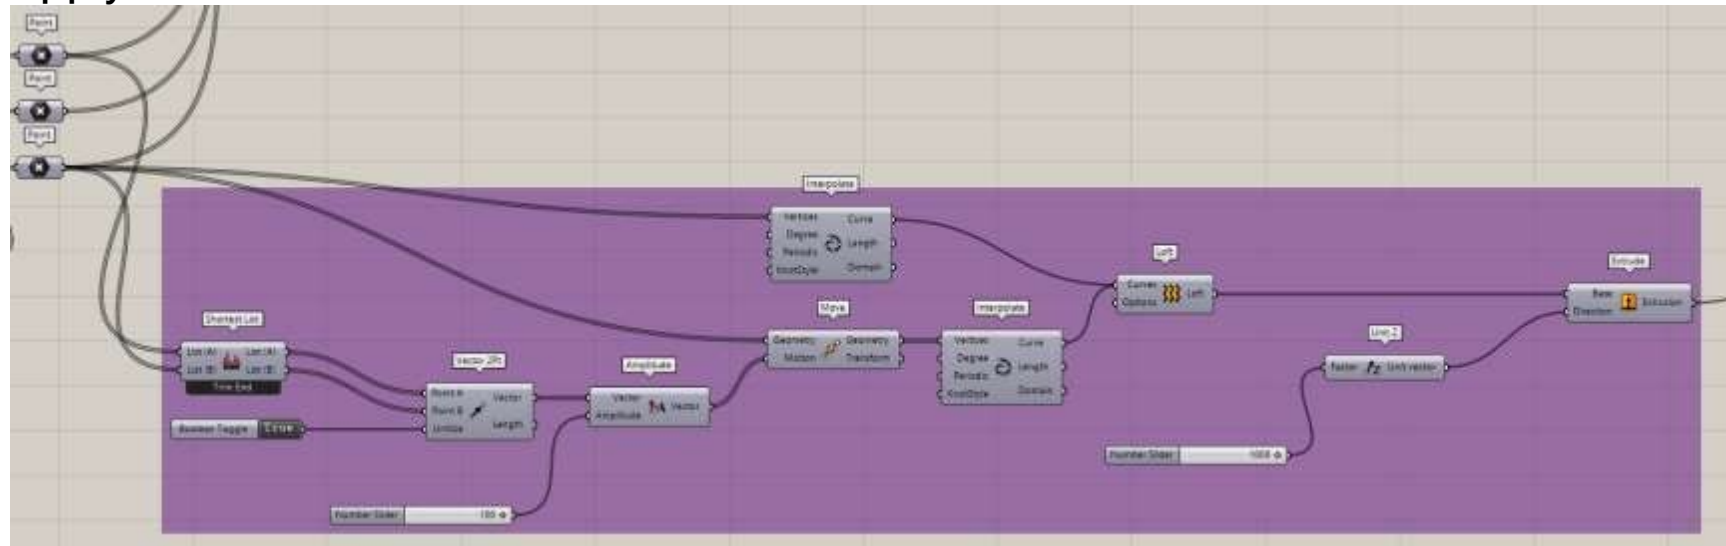 Point
Point
Point
Interpolate
Vertices Curve
Degree Length
Periodic
KnotStyle Domain
Loft
Curves Loft
Options
Extrude
Base Extrusion
Direction
Shortest List
List (A) List (A)
List (B) List (B)
Trim End
Move
Geometry Geometry
Motion Transform
Interpolate
Vertices Curve
Degree Length
Periodic
KnotStyle Domain
Unit Z
Factor Unit vector
Vector 2Pt
Point A Vector
Point B
Unitize Length
Amplitude
Vector Vector
Amplitude
Boolean Toggle True
Number Slider 1000
Number Slider 100